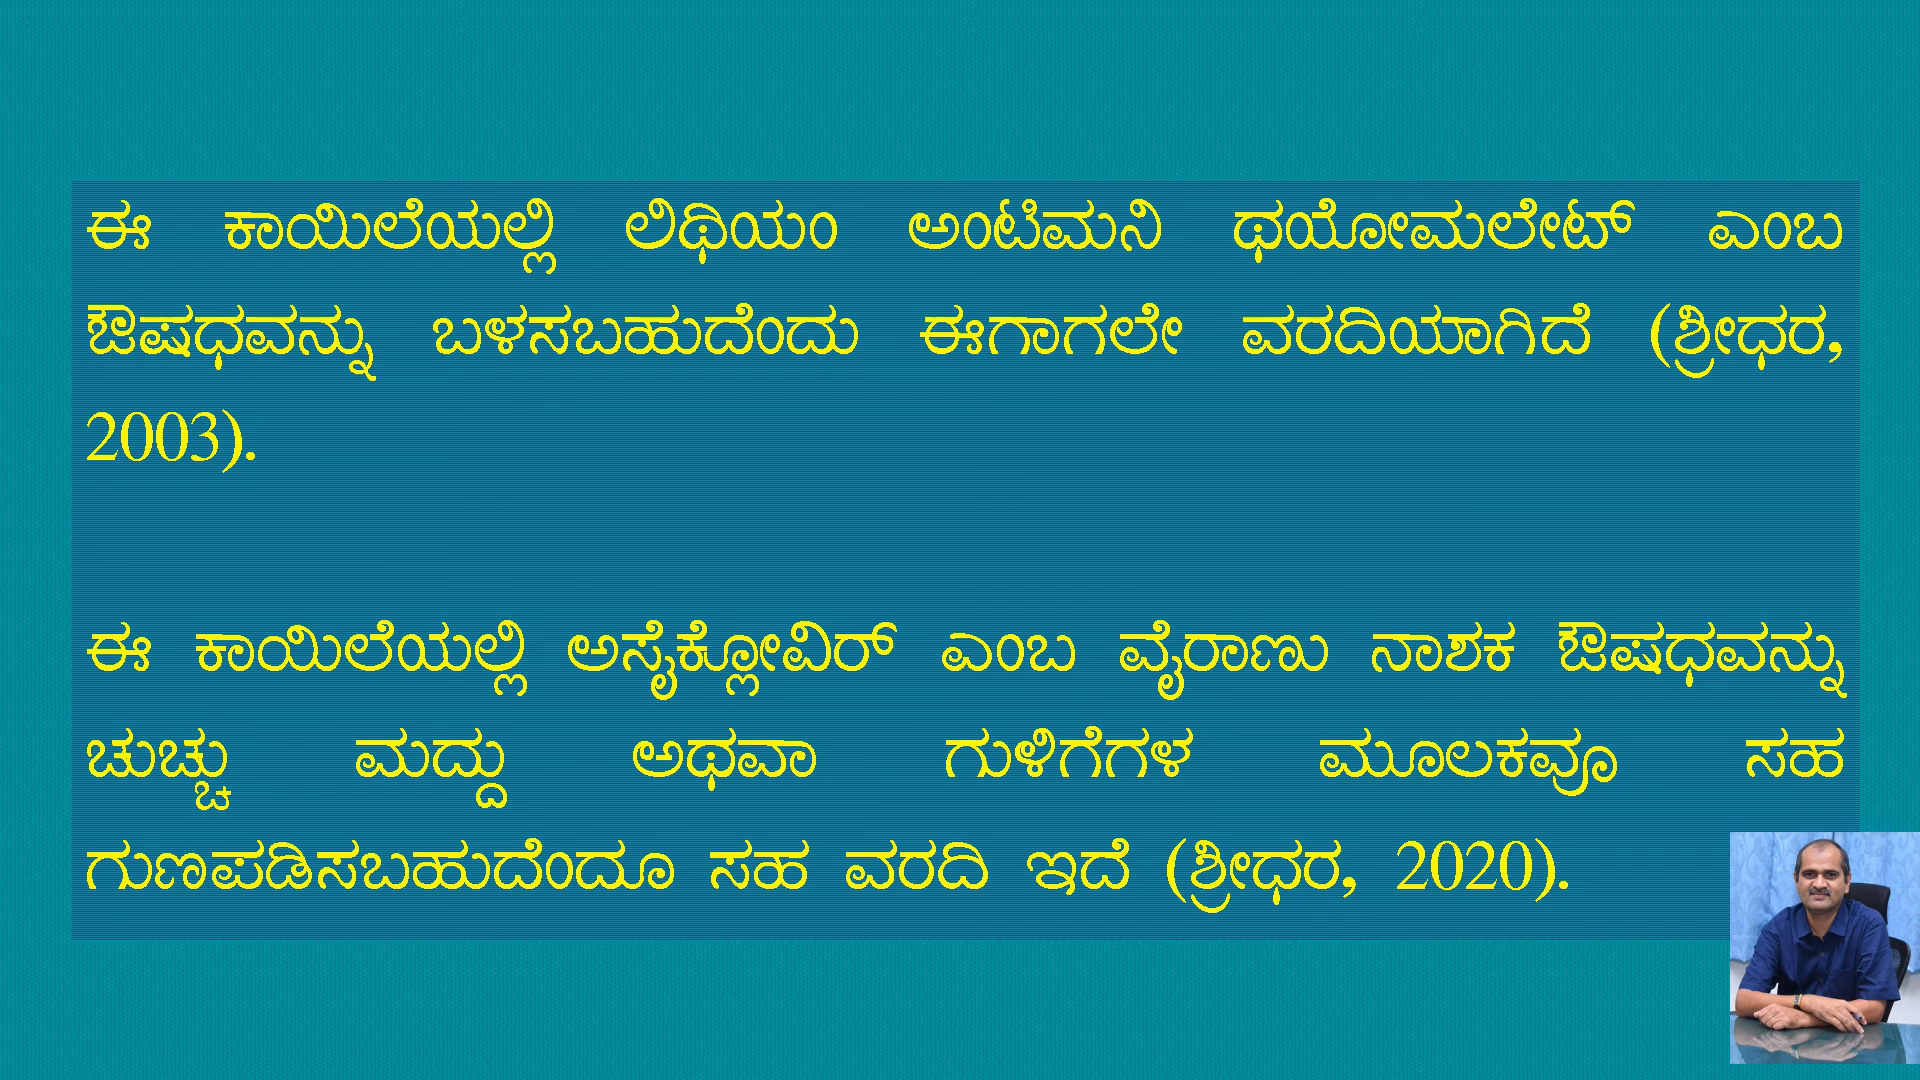 ಈ ಕಾಯಿಲೆಯಲ್ಲಿ ಲಿಥಿಯಂ ಅಂಟಿಮನಿ ಥಯೋಮಲೇಟ್ ಎಂಬ
ಔಷಧವನ್ನು ಬಳಸಬಹುದೆಂದು ಈಗಾಗಲೇ ವರದಿಯಾಗಿದೆ (ಶ್ರೀಧರ,
2003).
ಈ ಕಾಯಿಲೆಯಲ್ಲಿ ಅಸೈಕ್ಲೋವಿರ್ ಎಂಬ ವೈರಾಣು ನಾಶಕ ಔಷಧವನ್ನು
ಚುಚ್ಚು ಮದ್ದು ಅಥವಾ ಗುಳಿಗೆಗಳ ಮೂಲಕವೂ ಸಹ
ಗುಣಪಡಿಸಬಹುದೆಂದೂ ಸಹ ವರದಿ ಇದೆ (ಶ್ರೀಧರ, 2020).